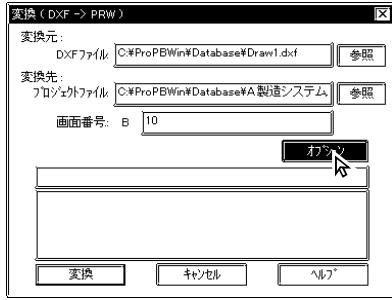 変換(DXF -> PRW)
変換元:
DXFファイル: C:¥ProPBWin¥Database¥Draw1.dxf 参照
変換先:
プロジェクトファイル: C:¥ProPBWin¥Database¥A製造システム 参照
画面番号: B 10
オプション
変換 キャンセル ヘルプ